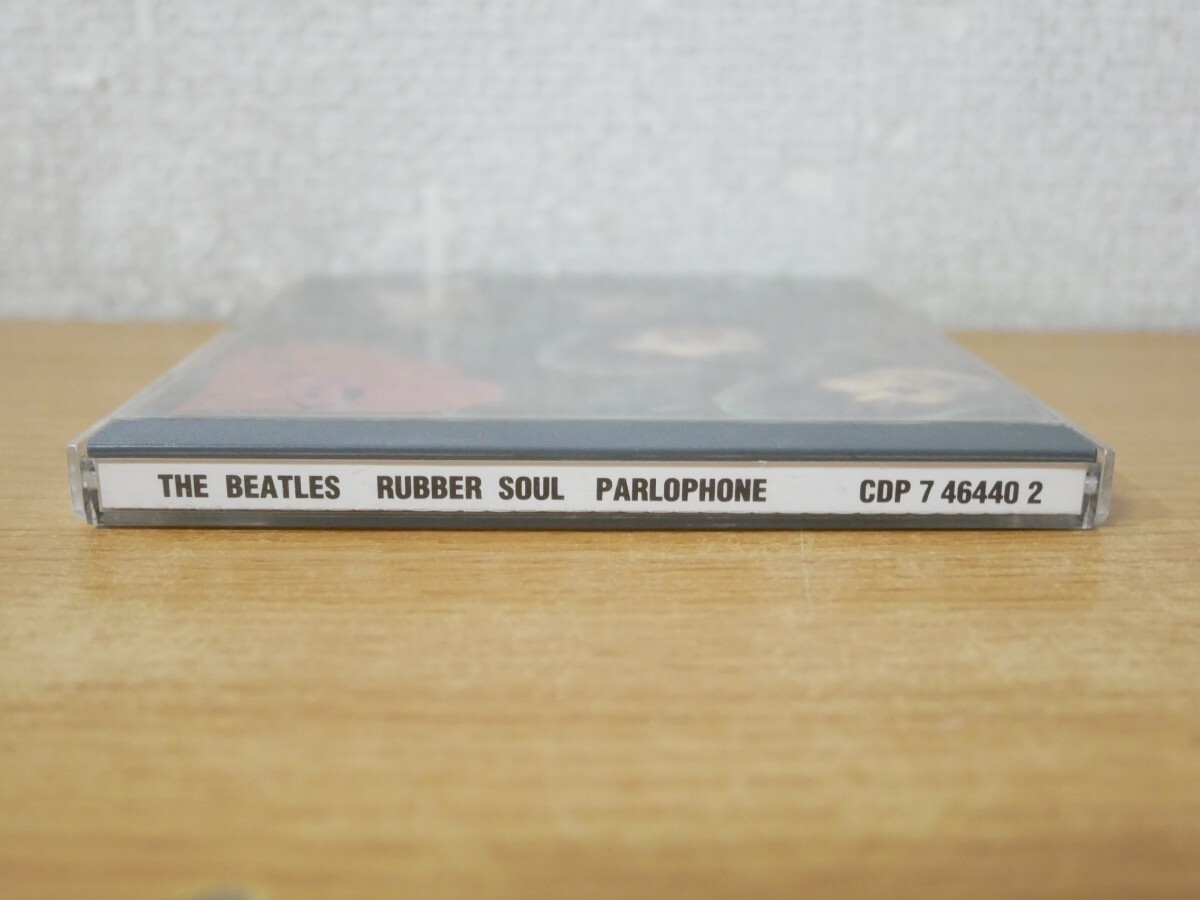 THE BEATLES RUBBER SOUL PARLOPHONE CDP 7 46440 2